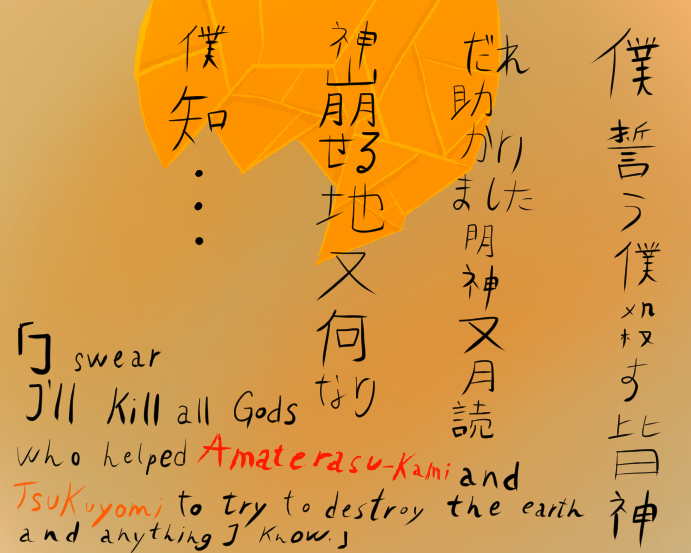 僕誓う僕殺す皆神
だれ助かりました明神又月読
神崩せる地又何なり
僕知・・・
「I swear
I'll Kill all Gods
who helped Amaterasu-Kami and
Tsukuyomi to try to destroy the earth
and anything I know.」